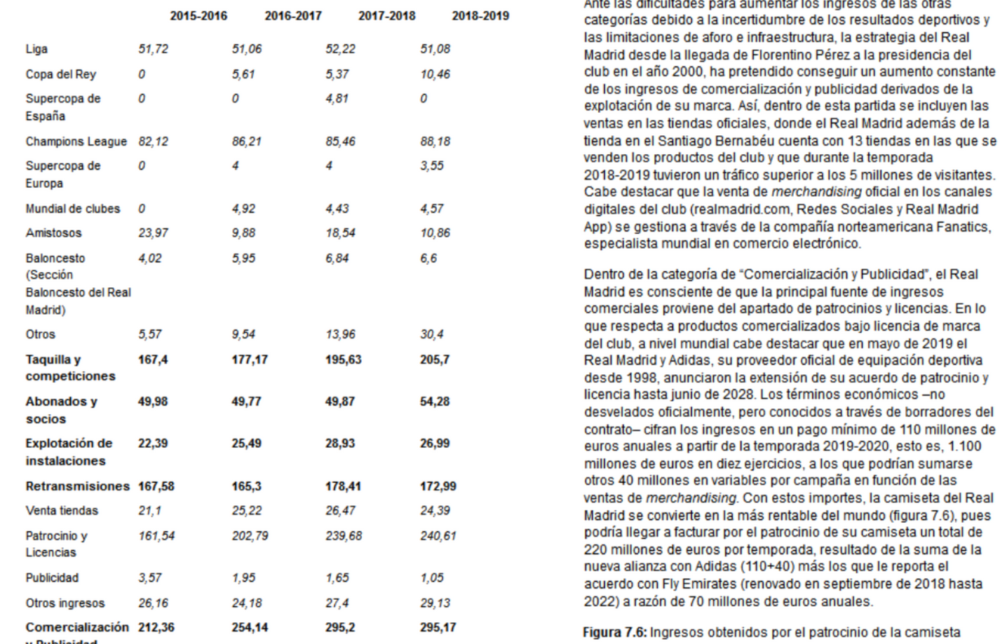 2015-2016 2016-2017 2017-2018 2018-2019
Liga 51,72 51,06 52,22 51,08
Copa del Rey 0 5,61 5,37 10,46
Supercopa de 0 0 4,81 0
España
Champions League 82,12 86,21 85,46 88,18
Supercopa de 0 4 4 3,55
Europa
Mundial de clubes 0 4,92 4,43 4,57
Amistosos 23,97 9,88 18,54 10,86
Baloncesto 4,02 5,95 6,84 6,6
(Sección
Baloncesto del Real
Madrid)
Otros 5,57 9,54 13,96 30,4
Taquilla y 167,4 177,17 195,63 205,7
competiciones
Abonados y 49,98 49,77 49,87 54,28
socios
Explotación de 22,39 25,49 28,93 26,99
instalaciones
Retransmisiones 167,58 165,3 178,41 172,99
Venta tiendas 21,1 25,22 26,47 24,39
Patrocinio y 161,54 202,79 239,68 240,61
Licencias
Publicidad 3,57 1,95 1,65 1,05
Otros ingresos 26,16 24,18 27,4 29,13
Comercialización 212,36 254,14 295,2 295,17
y Publicidad
Ante las dificultades para aumentar los ingresos de las otras
categorías debido a la incertidumbre de los resultados deportivos y
las limitaciones de aforo e infraestructura, la estrategia del Real
Madrid desde la llegada de Florentino Pérez a la presidencia del
club en el año 2000, ha pretendido conseguir un aumento constante
de los ingresos de comercialización y publicidad derivados de la
explotación de su marca. Así, dentro de esta partida se incluyen las
ventas en las tiendas oficiales, donde el Real Madrid además de la
tienda en el Santiago Bernabéu cuenta con 13 tiendas en las que se
venden los productos del club y que durante la temporada
2018-2019 tuvieron un tráfico superior a los 5 millones de visitantes.
Cabe destacar que la venta de merchandising oficial en los canales
digitales del club (realmadrid.com, Redes Sociales y Real Madrid
App) se gestiona a través de la compañía norteamericana Fanatics,
especialista mundial en comercio electrónico.
Dentro de la categoría de “Comercialización y Publicidad”, el Real
Madrid es consciente de que la principal fuente de ingresos
comerciales proviene del apartado de patrocinios y licencias. En lo
que respecta a productos comercializados bajo licencia de marca
del club, a nivel mundial cabe destacar que en mayo de 2019 el
Real Madrid y Adidas, su proveedor oficial de equipación deportiva
desde 1998, anunciaron la extensión de su acuerdo de patrocinio y
licencia hasta junio de 2028. Los términos económicos –no
desvelados oficialmente, pero conocidos a través de borradores del
contrato– cifran los ingresos en un pago mínimo de 110 millones de
euros anuales a partir de la temporada 2019-2020, esto es, 1.100
millones de euros en diez ejercicios, a los que podrían sumarse
otros 40 millones en variables por campaña en función de las
ventas de merchandising. Con estos importes, la camiseta del Real
Madrid se convierte en la más rentable del mundo (figura 7.6), pues
podría llegar a facturar por el patrocinio de su camiseta un total de
220 millones de euros por temporada, resultado de la suma de la
nueva alianza con Adidas (110+40) más los que le reporta el
acuerdo con Fly Emirates (renovado en septiembre de 2018 hasta
2022) a razón de 70 millones de euros anuales.
Figura 7.6: Ingresos obtenidos por el patrocinio de la camiseta